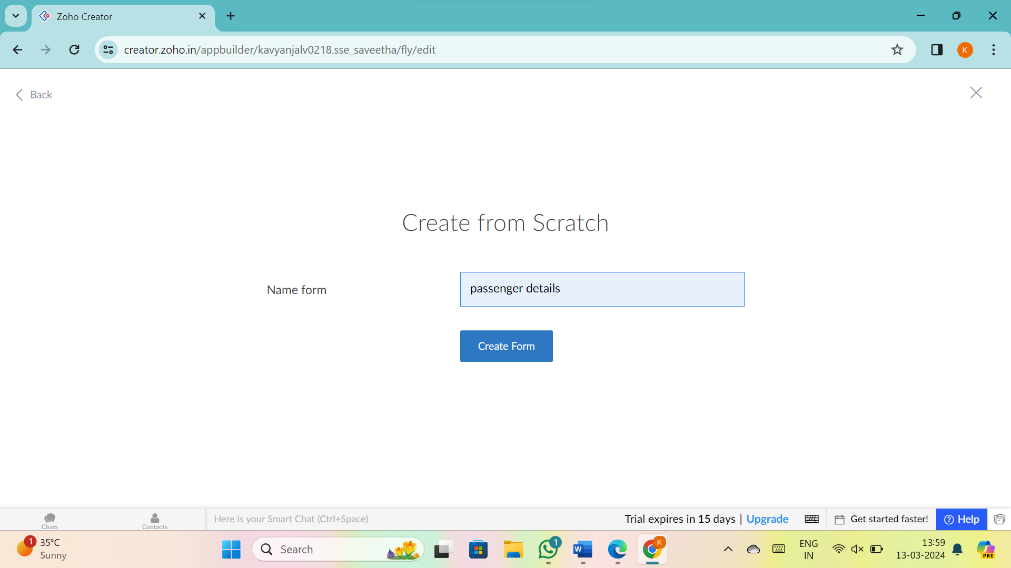 Zoho Creator
creator.zoho.in/appbuilder/kavyanjalv0218.sse_saveetha/fly/edit
K
Back
Create from Scratch
Name form
passenger details
Create Form
Chats
Contacts
Here is your Smart Chat (Ctrl+Space)
Trial expires in 15 days | Upgrade
Get started faster!
Help
1
35°C
Sunny
Search
1
W
K
ENG
IN
13:59
13-03-2024
PRE